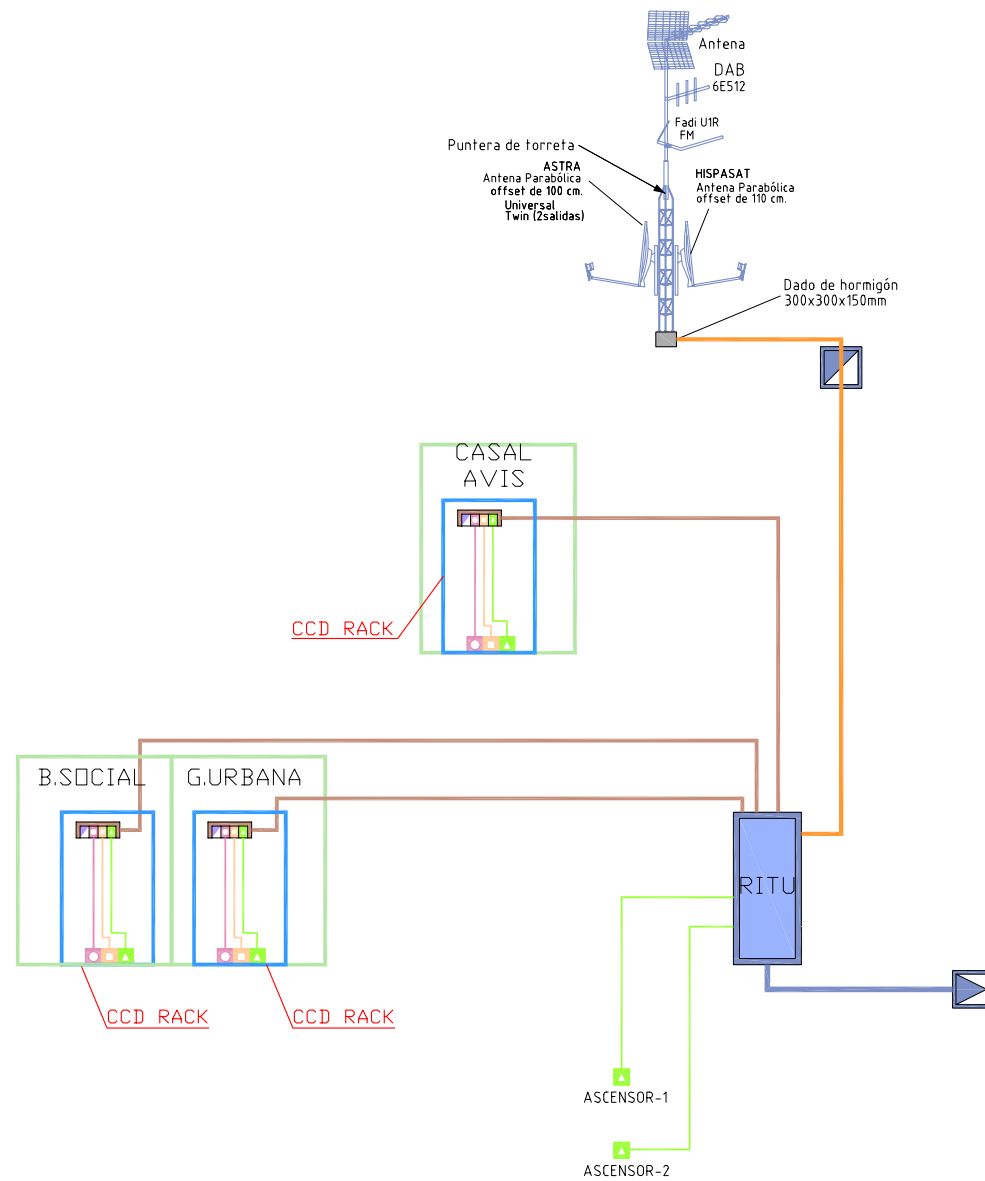 Antena
DAB
6E512
Fadi U1R
FM
Puntera de torreta
ASTRA
Antena Parabólica
offset de 100 cm.
Universal
Twin (2salidas)
HISPASAT
Antena Parabólica
offset de 110 cm.
Dado de hormigón
300x300x150mm
CASAL
AVIS
CCD RACK
B.SOCIAL
G.URBANA
RITU
CCD RACK
CCD RACK
ASCENSOR-1
ASCENSOR-2